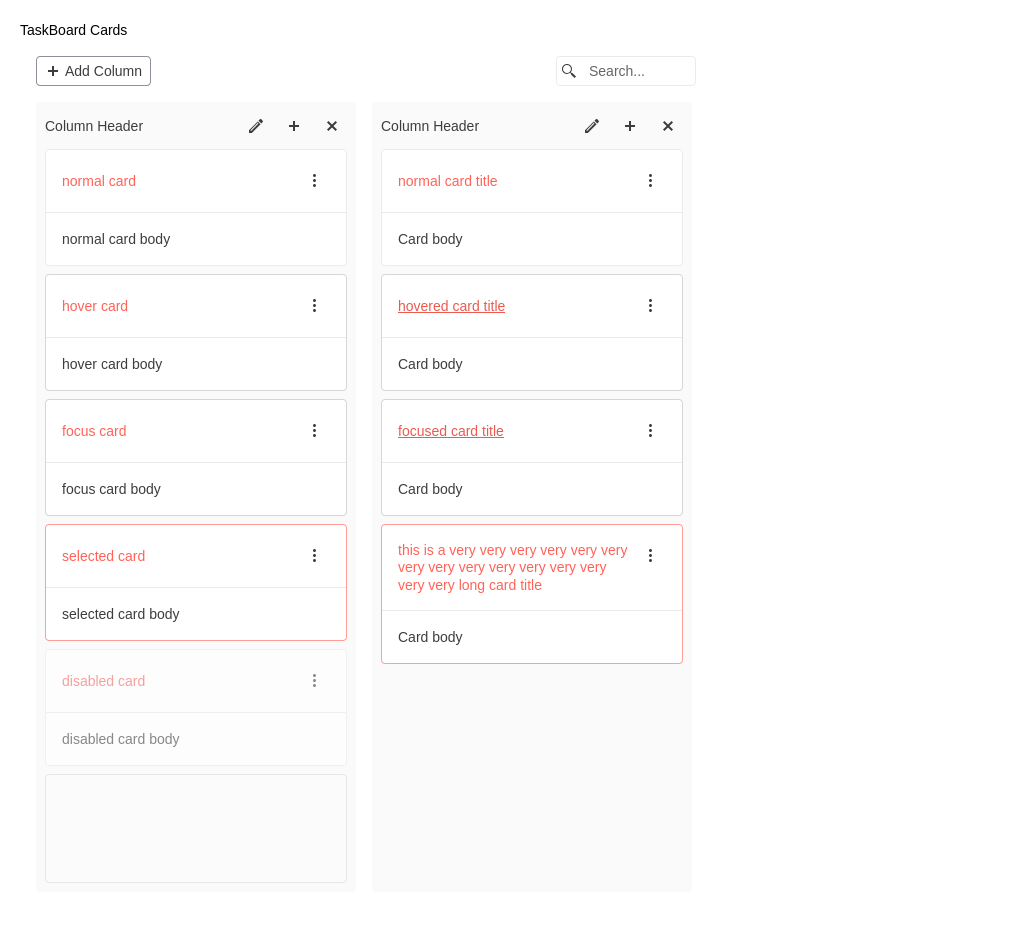 TaskBoard Cards
Add Column
Search...
Column Header
normal card
normal card body
hover card
hover card body
focus card
focus card body
selected card
selected card body
disabled card
disabled card body
Column Header
normal card title
Card body
hovered card title
Card body
focused card title
Card body
this is a very very very very very very
very very very very very very very
very very long card title
Card body